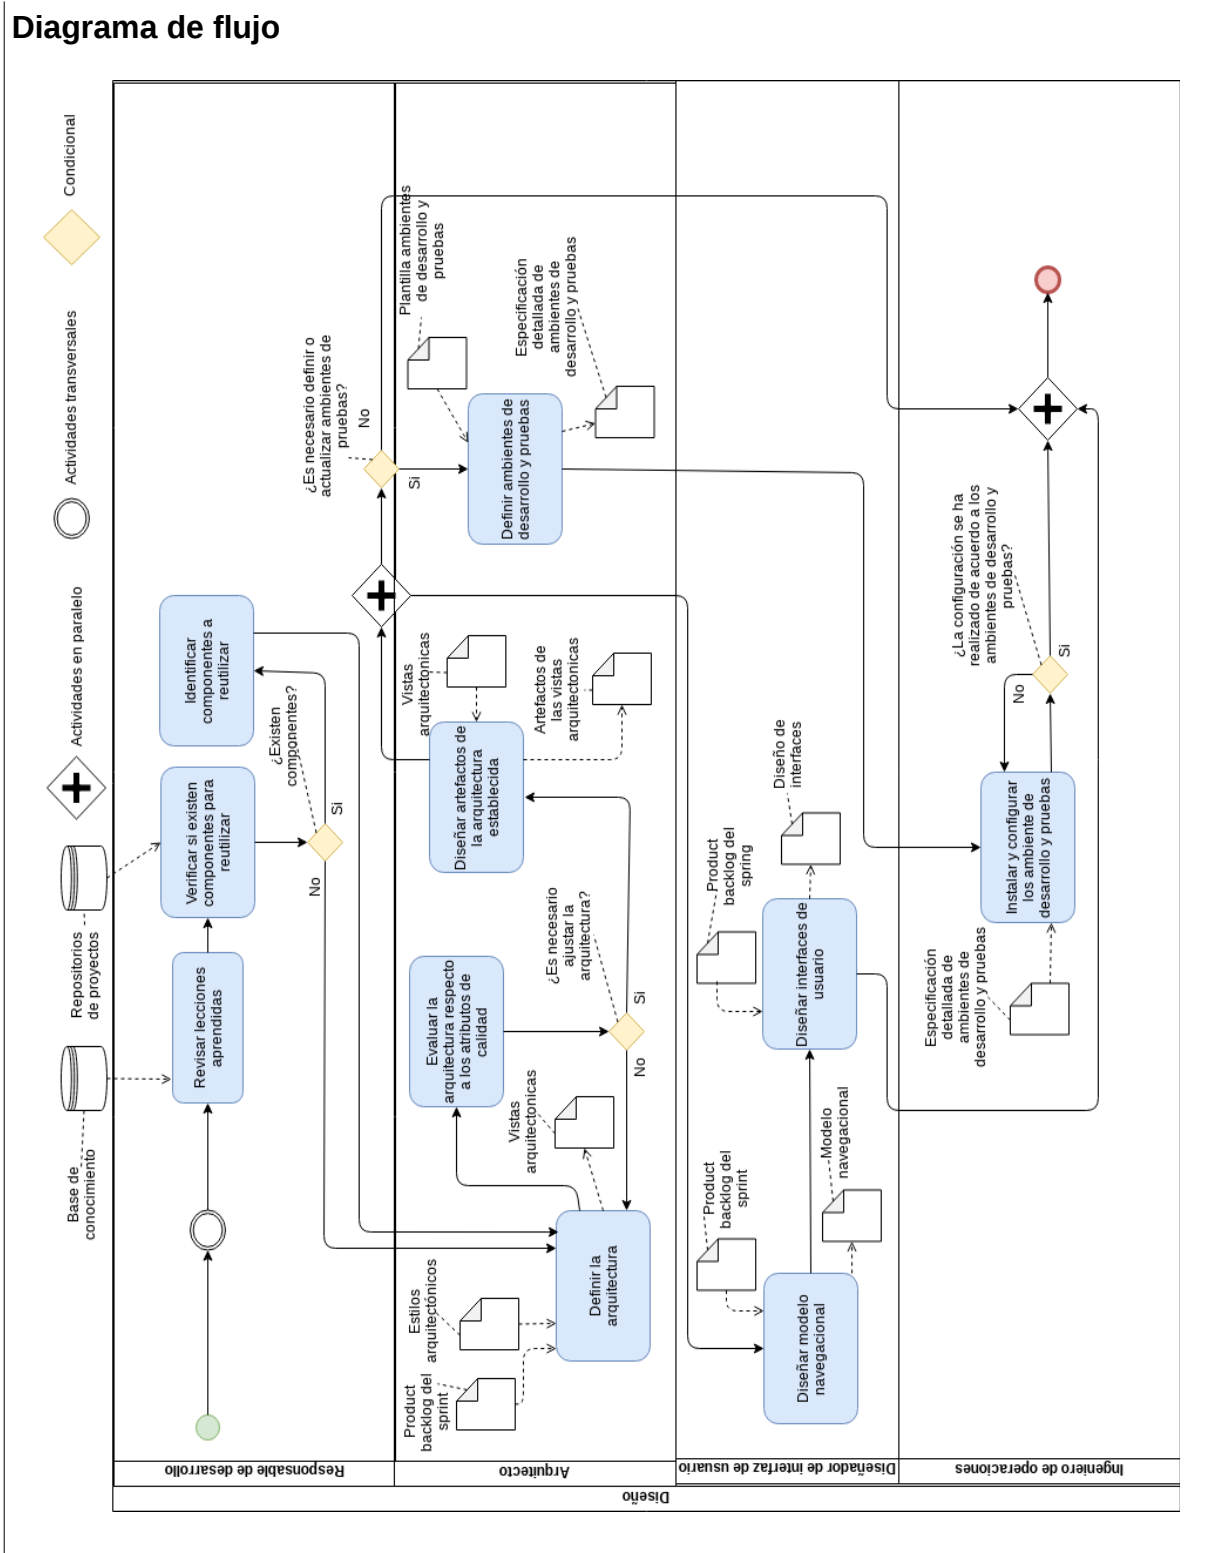 Diagrama de flujo
Condicional
Actividades transversales
Actividades en paralelo
Repositorios
de proyectos
Base de
conocimiento
Revisar lecciones
aprendidas
Verificar si existen
componentes para
reutilizar
Identificar
componentes a
reutilizar
¿Existen
componentes?
Si
No
Product
backlog del
sprint
Estilos
arquitectónicos
Definir la
arquitectura
Vistas
arquitectonicas
Evaluar la
arquitectura respecto
a los atributos de
calidad
¿Es necesario
ajustar la
arquitectura?
Si
No
Diseñar artefactos de
la arquitectura
establecida
Vistas
arquitectonicas
Artefactos de
las vistas
arquitectonicas
¿Es necesario definir o
actualizar ambientes de
pruebas?
No
Si
Plantilla ambientes
de desarrollo y
pruebas
Definir ambientes de
desarrollo y pruebas
Especificación
detallada de
ambientes de
desarrollo y pruebas
Product
backlog del
sprint
Diseñar modelo
navegacional
Modelo
navegacional
Product
backlog del
spring
Diseñar interfaces de
usuario
Diseño de
interfaces
Especificación
detallada de
ambientes de
desarrollo y pruebas
Instalar y configurar
los ambiente de
desarrollo y pruebas
No
Si
¿La configuración se ha
realizado de acuerdo a los
ambientes de desarrollo y
pruebas?
Responsable de desarrollo
Arquitecto
Diseñador de interfaz de usuario
Ingeniero de operaciones
Diseño